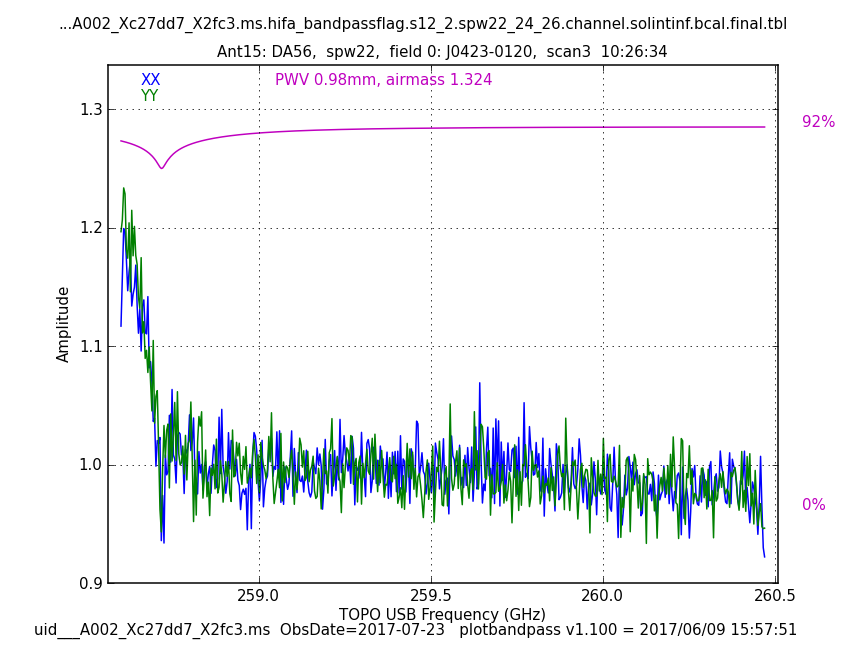 ...A002_Xc27dd7_X2fc3.ms.hifa_bandpassflag.s12_2.spw22_24_26.channel.solintinf.bcal.final.tbl
Ant15: DA56, spw22, field 0: J0423-0120, scan3 10:26:34
XX
PWV 0.98mm, airmass 1.324
YY
1.3
92%
1.2
1.1
Amplitude
1.0
0%
0.9
259.0 259.5 260.0 260.5
TOPO USB Frequency (GHz)
uid___A002_Xc27dd7_X2fc3.ms ObsDate=2017-07-23 plotbandpass v1.100 = 2017/06/09 15:57:51